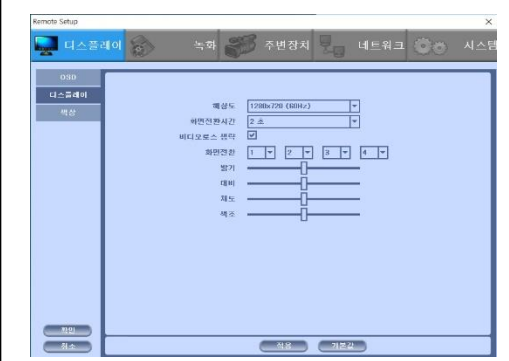 Remote Setup
디스플레이 녹화 주변장치 네트워크 시스템
OSD
디스플레이
색상
해상도 1280x720 (60Hz)
화면전환시간 2 초
비디오로스 생략
화면전환 1 2 3 4
밝기
대비
채도
색조
확인
취소
적용 기본값